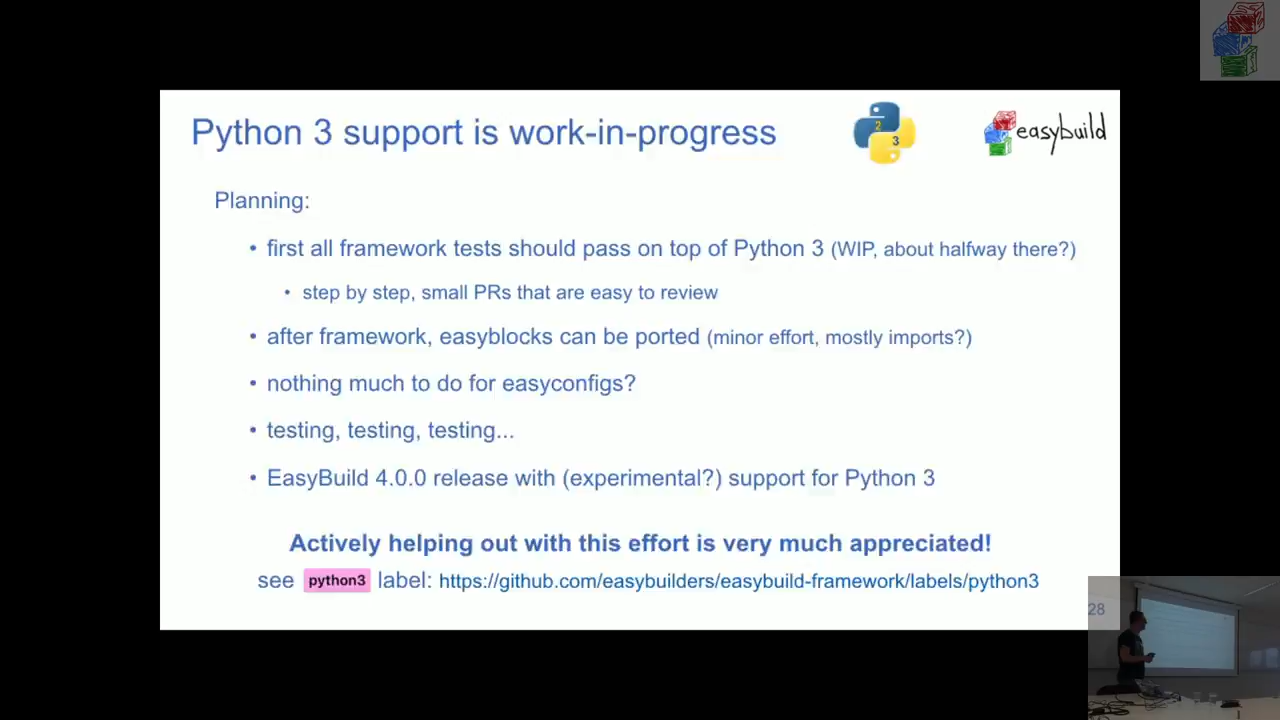 Python 3 support is work-in-progress
2
3
easybuild
Planning:
• first all framework tests should pass on top of Python 3 (WIP, about halfway there?)
• step by step, small PRs that are easy to review
• after framework, easyblocks can be ported (minor effort, mostly imports?)
• nothing much to do for easyconfigs?
• testing, testing, testing...
• EasyBuild 4.0.0 release with (experimental?) support for Python 3
Actively helping out with this effort is very much appreciated!
see python3 label: https://github.com/easybuilders/easybuild-framework/labels/python3
28